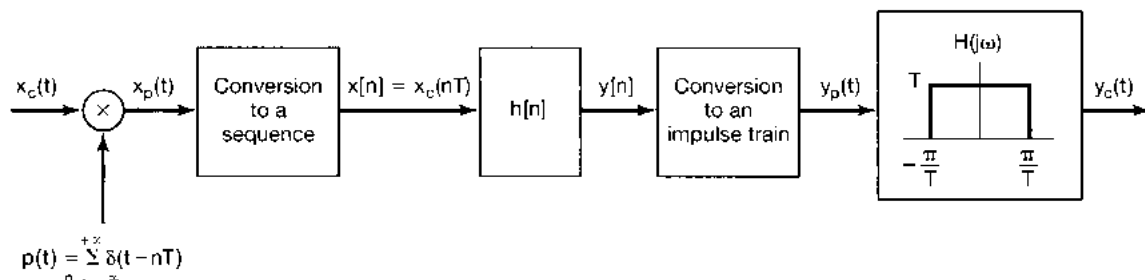 x_c(t)
x_p(t)
Conversion
to a
sequence
x[n] = x_c(nT)
h[n]
y[n]
Conversion
to an
impulse train
y_p(t)
H(jω)
T
-π/T
π/T
y_c(t)
×
p(t) = Σ δ(t - nT)